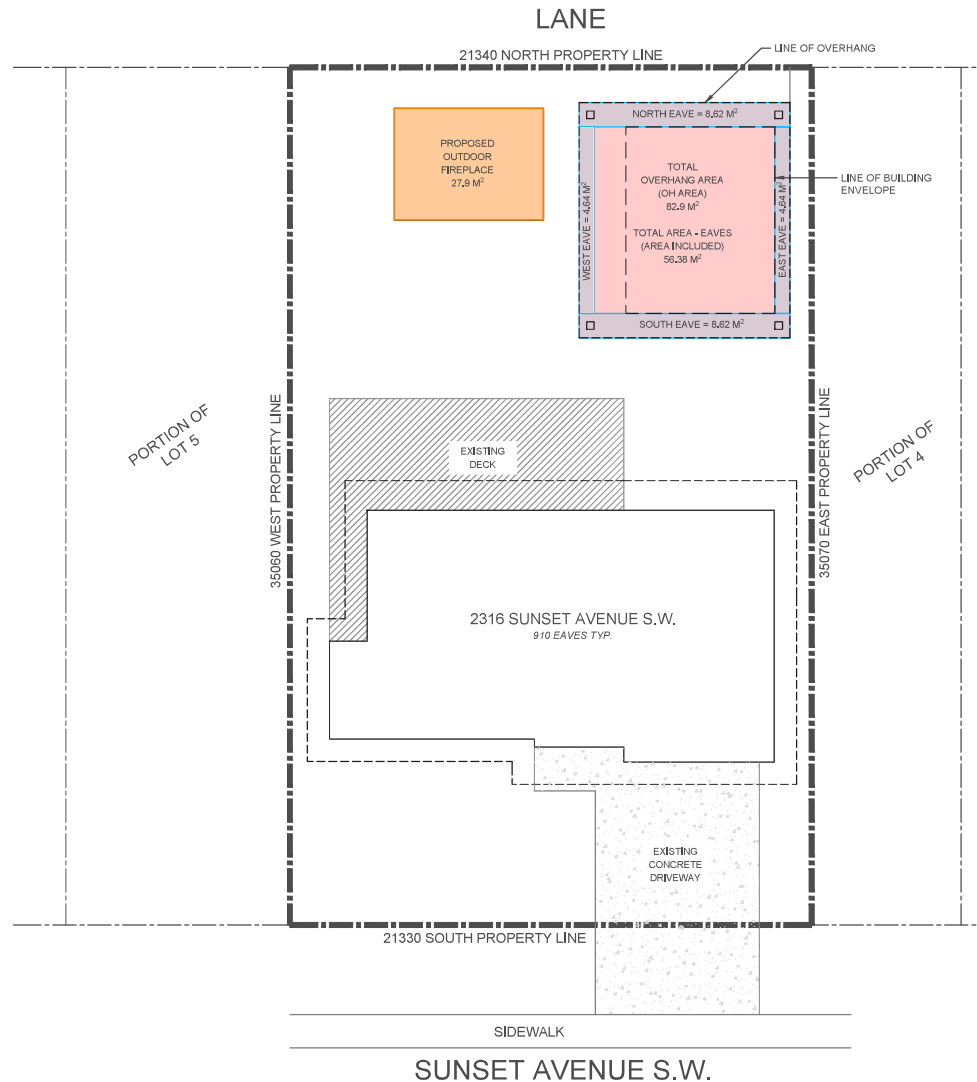 LANE
21340 NORTH PROPERTY LINE
LINE OF OVERHANG
NORTH EAVE = 8.62 M²
PROPOSED
OUTDOOR
FIREPLACE
27.9 M²
TOTAL
OVERHANG AREA
(OH AREA)
82.9 M²
TOTAL AREA - EAVES
(AREA INCLUDED)
56.38 M²
WEST EAVE = 4.64 M²
EAST EAVE = 4.64 M²
LINE OF BUILDING
ENVELOPE
SOUTH EAVE = 8.62 M²
PORTION OF
LOT 5
35060 WEST PROPERTY LINE
EXISTING
DECK
35070 EAST PROPERTY LINE
PORTION OF
LOT 4
2316 SUNSET AVENUE S.W.
910 EAVES TYP.
EXISTING
CONCRETE
DRIVEWAY
21330 SOUTH PROPERTY LINE
SIDEWALK
SUNSET AVENUE S.W.